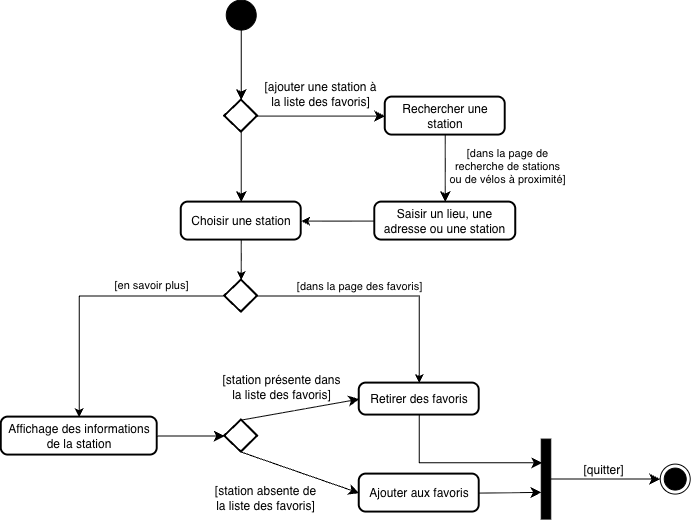 [ajouter une station à
la liste des favoris]
Rechercher une
station
[dans la page de
recherche de stations
ou de vélos à proximité]
Choisir une station
Saisir un lieu, une
adresse ou une station
[en savoir plus]
[dans la page des favoris]
[station présente dans
la liste des favoris]
Retirer des favoris
Affichage des informations
de la station
[station absente de
la liste des favoris]
Ajouter aux favoris
[quitter]